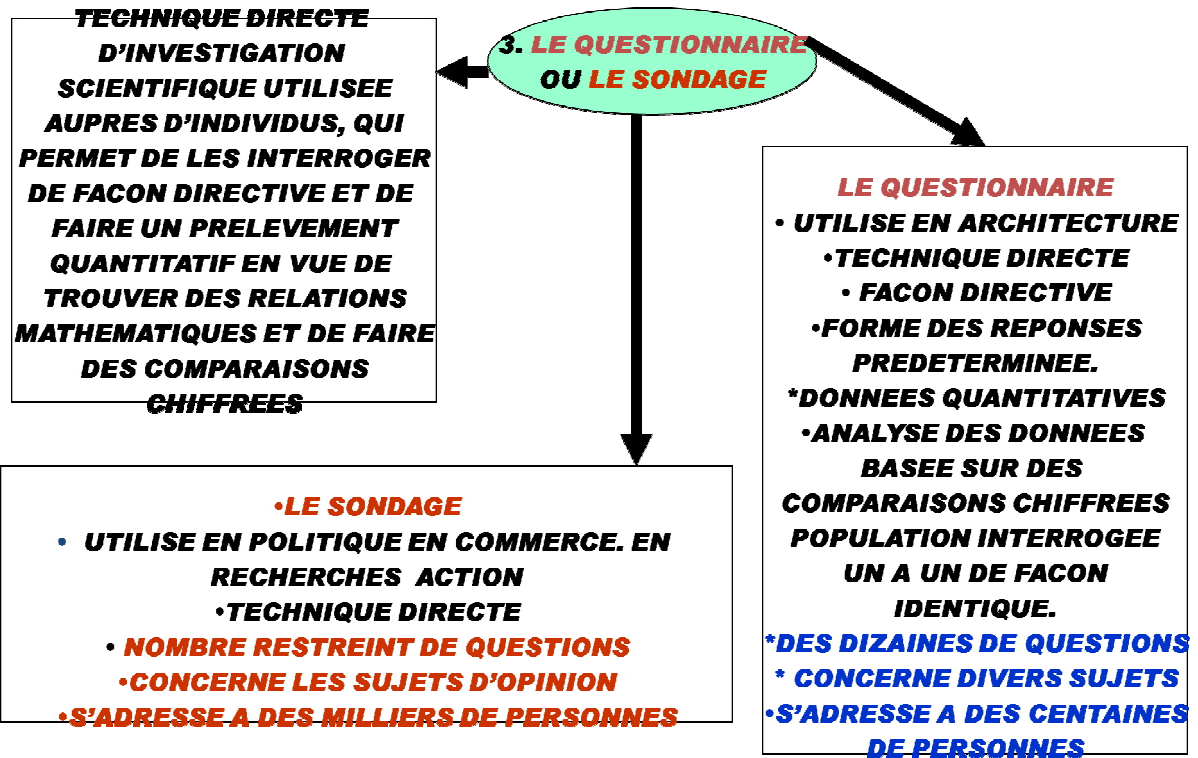 3. LE QUESTIONNAIRE
OU LE SONDAGE
TECHNIQUE DIRECTE
D’INVESTIGATION
SCIENTIFIQUE UTILISEE
AUPRES D’INDIVIDUS, QUI
PERMET DE LES INTERROGER
DE FACON DIRECTIVE ET DE
FAIRE UN PRELEVEMENT
QUANTITATIF EN VUE DE
TROUVER DES RELATIONS
MATHEMATIQUES ET DE FAIRE
DES COMPARAISONS
CHIFFREES
•LE SONDAGE
• UTILISE EN POLITIQUE EN COMMERCE. EN
RECHERCHES ACTION
•TECHNIQUE DIRECTE
• NOMBRE RESTREINT DE QUESTIONS
•CONCERNE LES SUJETS D’OPINION
•S’ADRESSE A DES MILLIERS DE PERSONNES
LE QUESTIONNAIRE
• UTILISE EN ARCHITECTURE
•TECHNIQUE DIRECTE
• FACON DIRECTIVE
•FORME DES REPONSES
PREDETERMINEE.
*DONNEES QUANTITATIVES
•ANALYSE DES DONNEES
BASEE SUR DES
COMPARAISONS CHIFFREES
POPULATION INTERROGEE
UN A UN DE FACON
IDENTIQUE.
*DES DIZAINES DE QUESTIONS
* CONCERNE DIVERS SUJETS
•S’ADRESSE A DES CENTAINES
DE PERSONNES